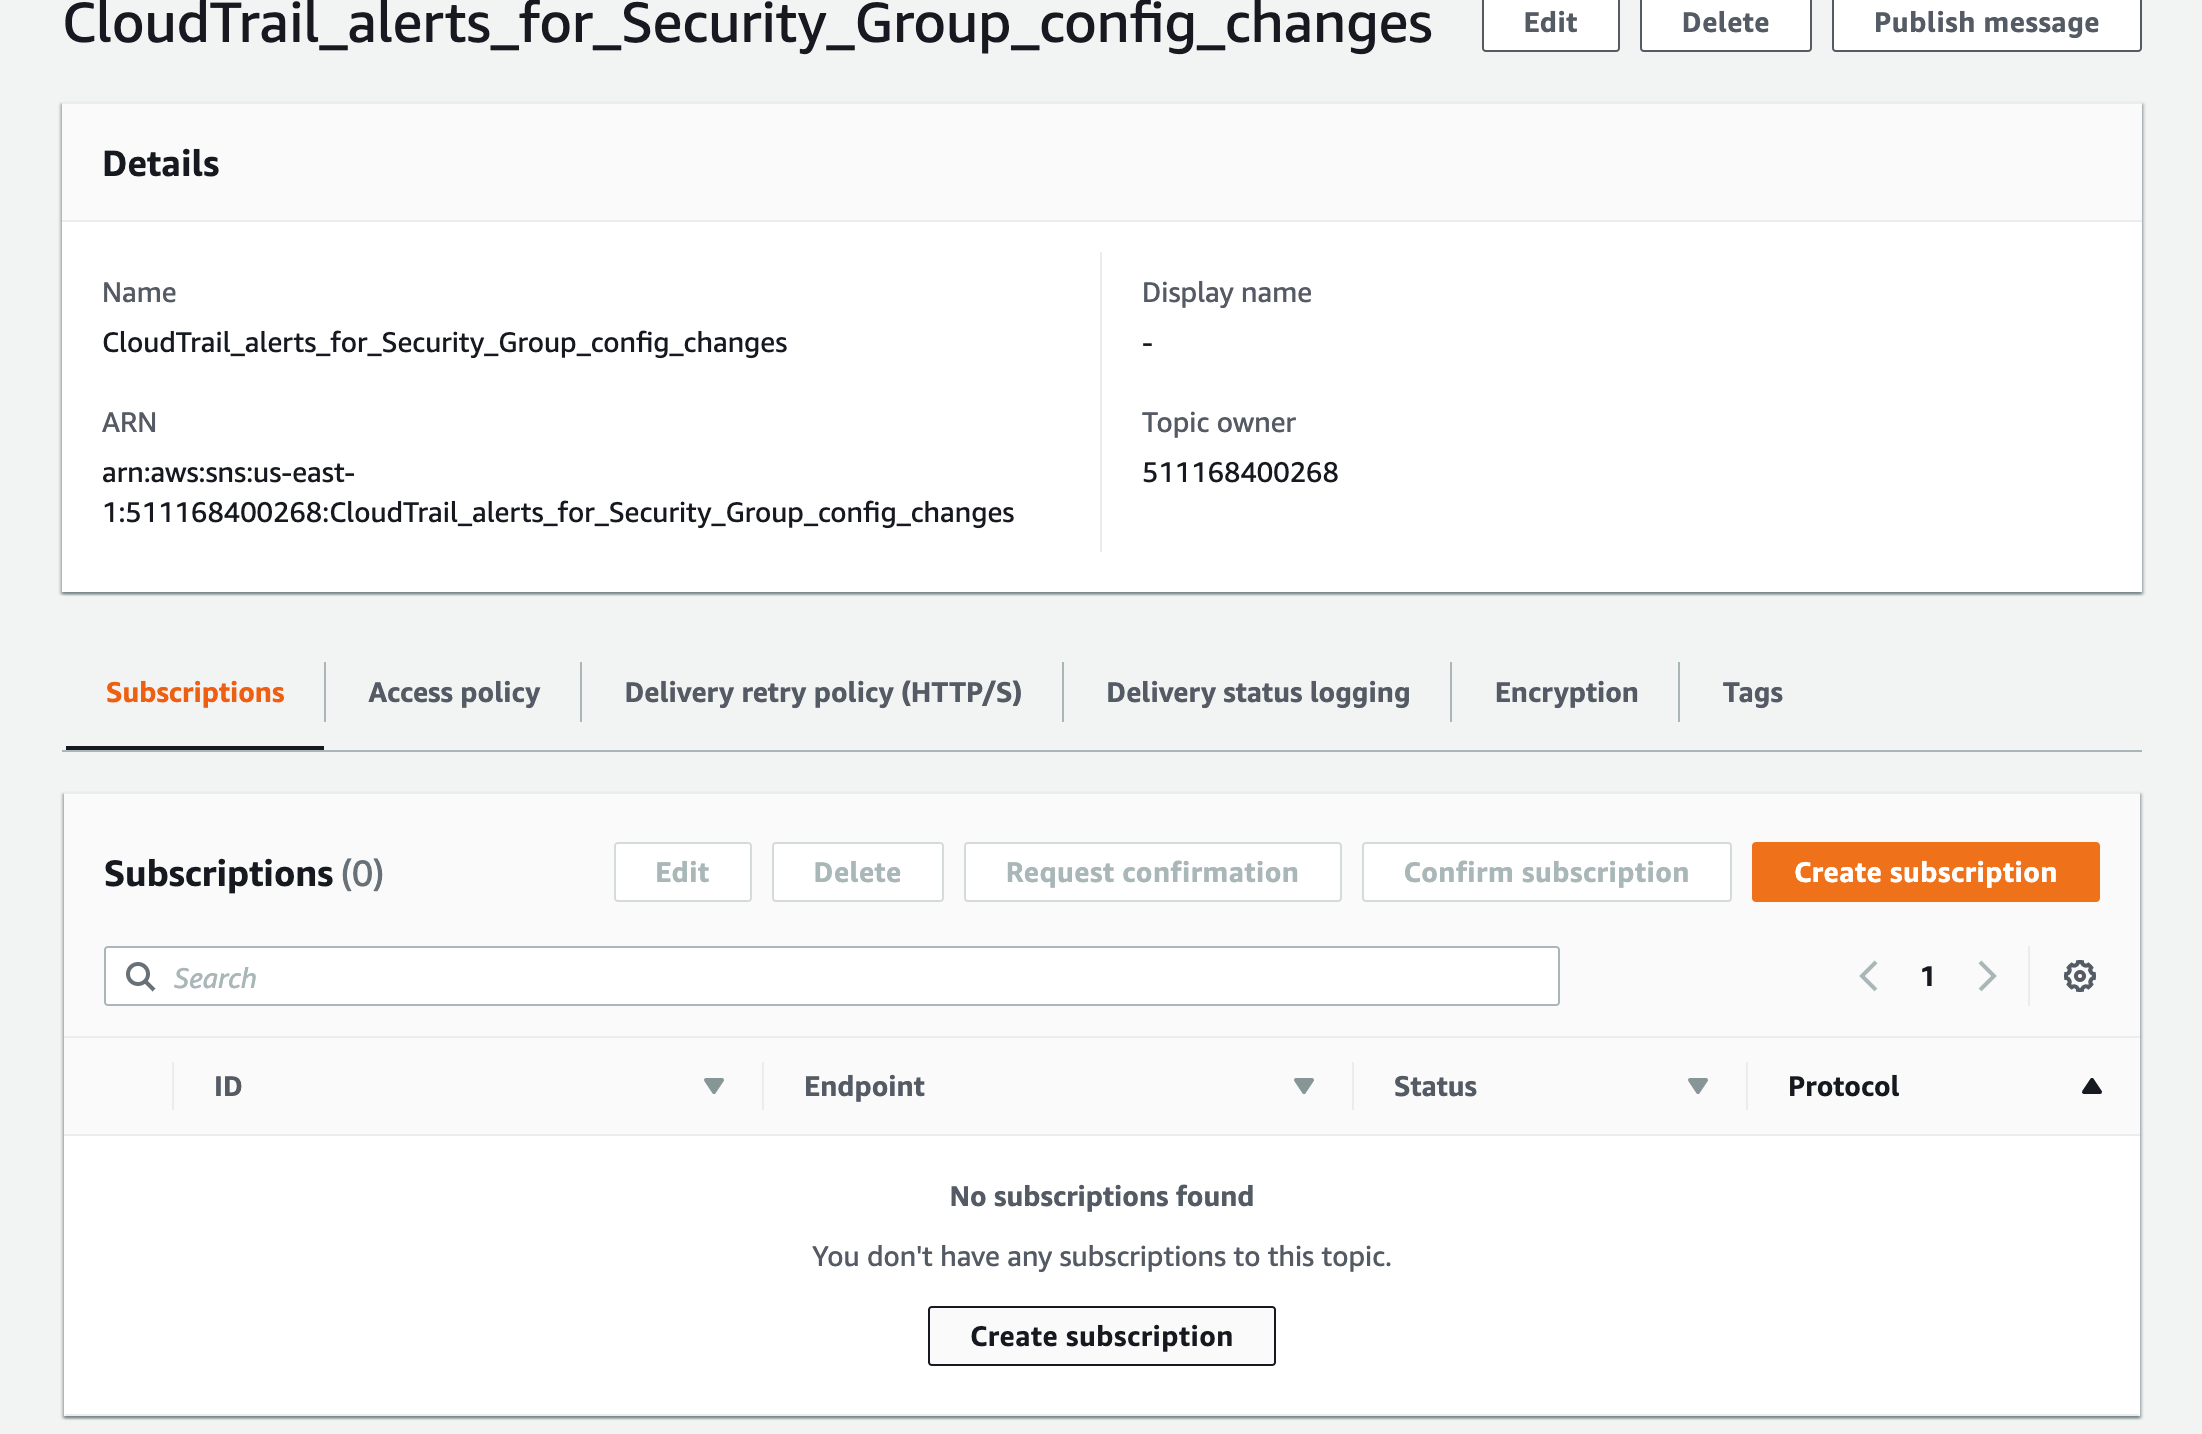 CloudTrail_alerts_for_Security_Group_config_changes
Edit
Delete
Publish message
Details
Name
CloudTrail_alerts_for_Security_Group_config_changes
Display name
-
ARN
arn:aws:sns:us-east-
1:511168400268:CloudTrail_alerts_for_Security_Group_config_changes
Topic owner
511168400268
Subscriptions
Access policy
Delivery retry policy (HTTP/S)
Delivery status logging
Encryption
Tags
Subscriptions (0)
Edit
Delete
Request confirmation
Confirm subscription
Create subscription
Search
1
ID
Endpoint
Status
Protocol
No subscriptions found
You don't have any subscriptions to this topic.
Create subscription